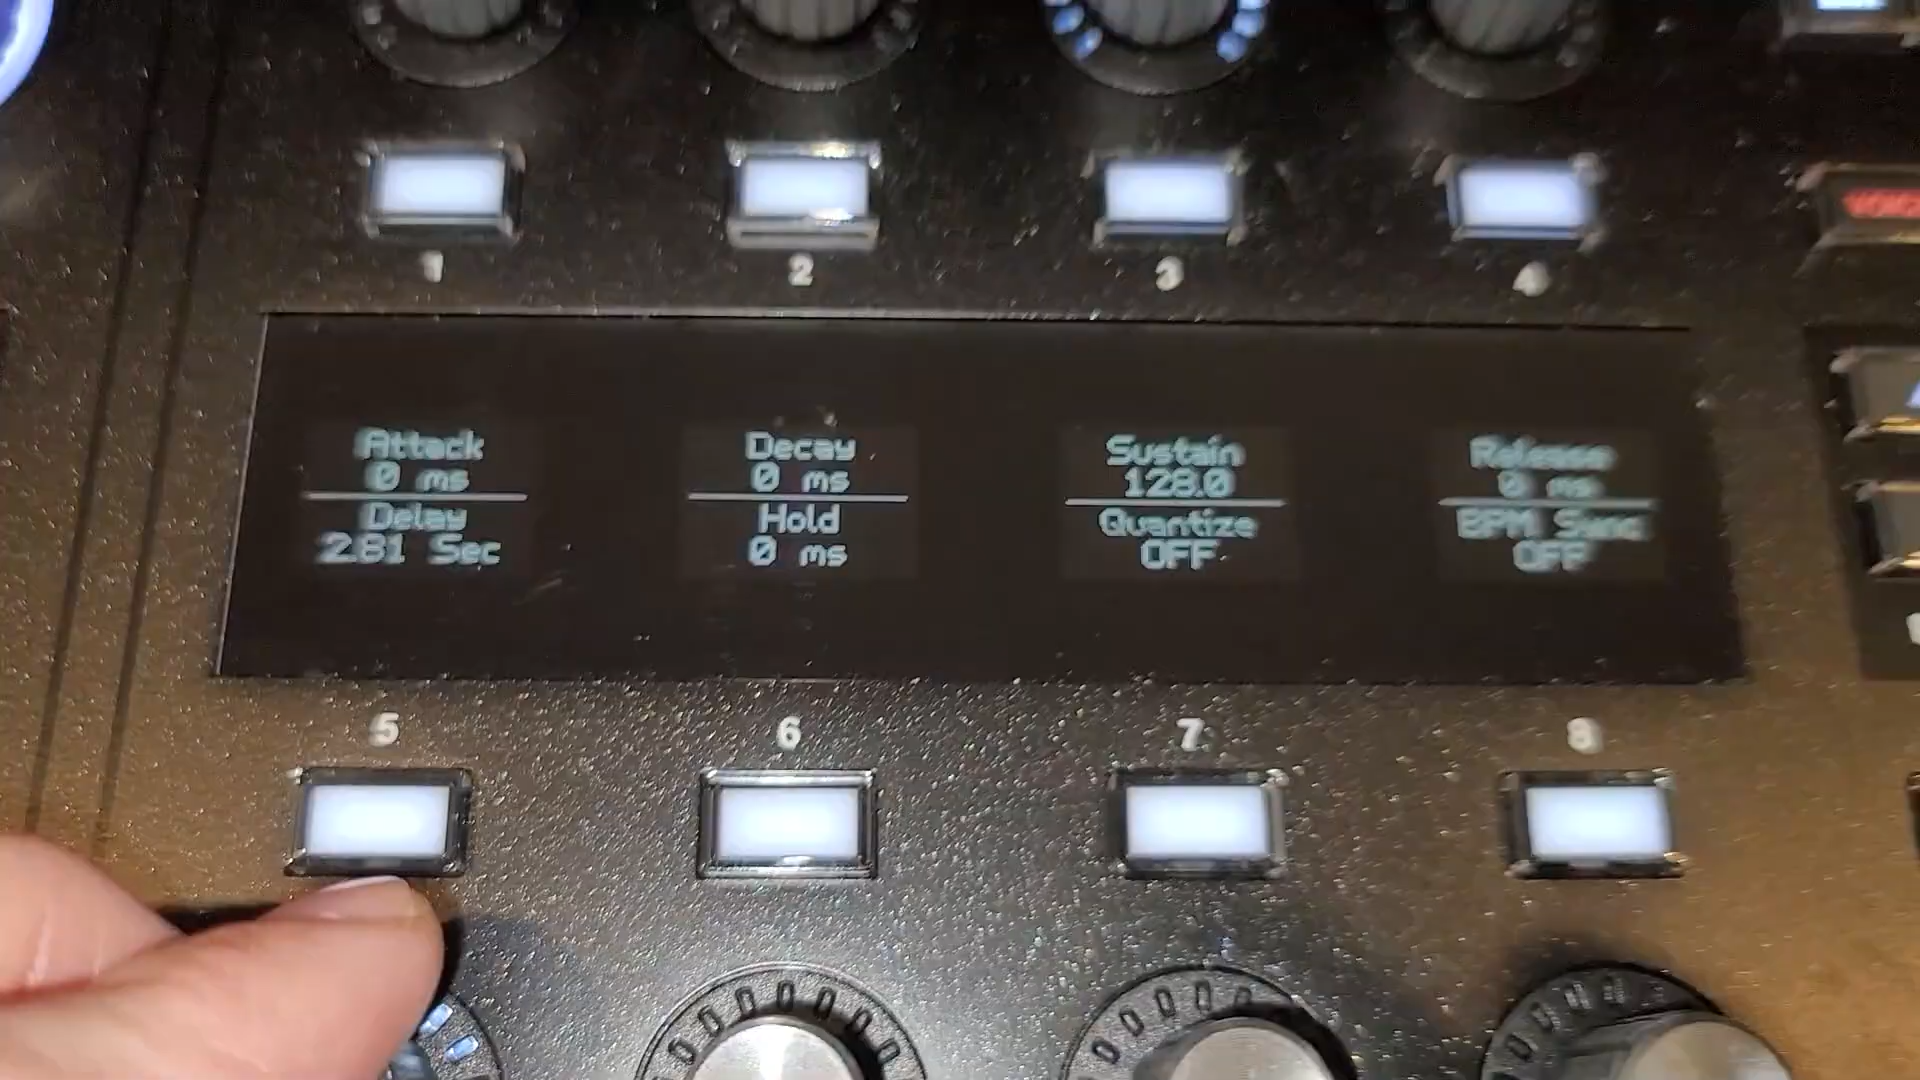 1 2 3 4
Attack Decay Sustain Release
0 ms 0 ms 128.0 0 ms
Delay Hold Quantize BPM Sync
2.81 Sec 0 ms OFF OFF
5 6 7 8